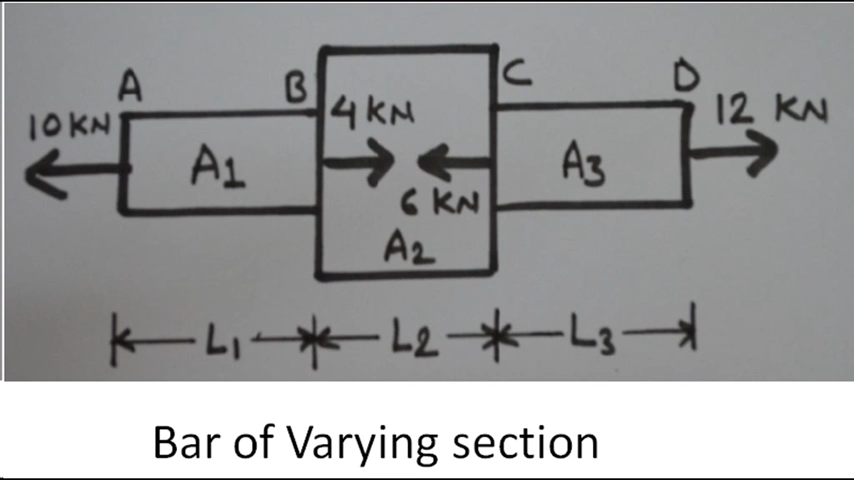 A B C D
10 KN 4 KN 12 KN
A1 A3
6 KN
A2
L1 L2 L3
Bar of Varying section